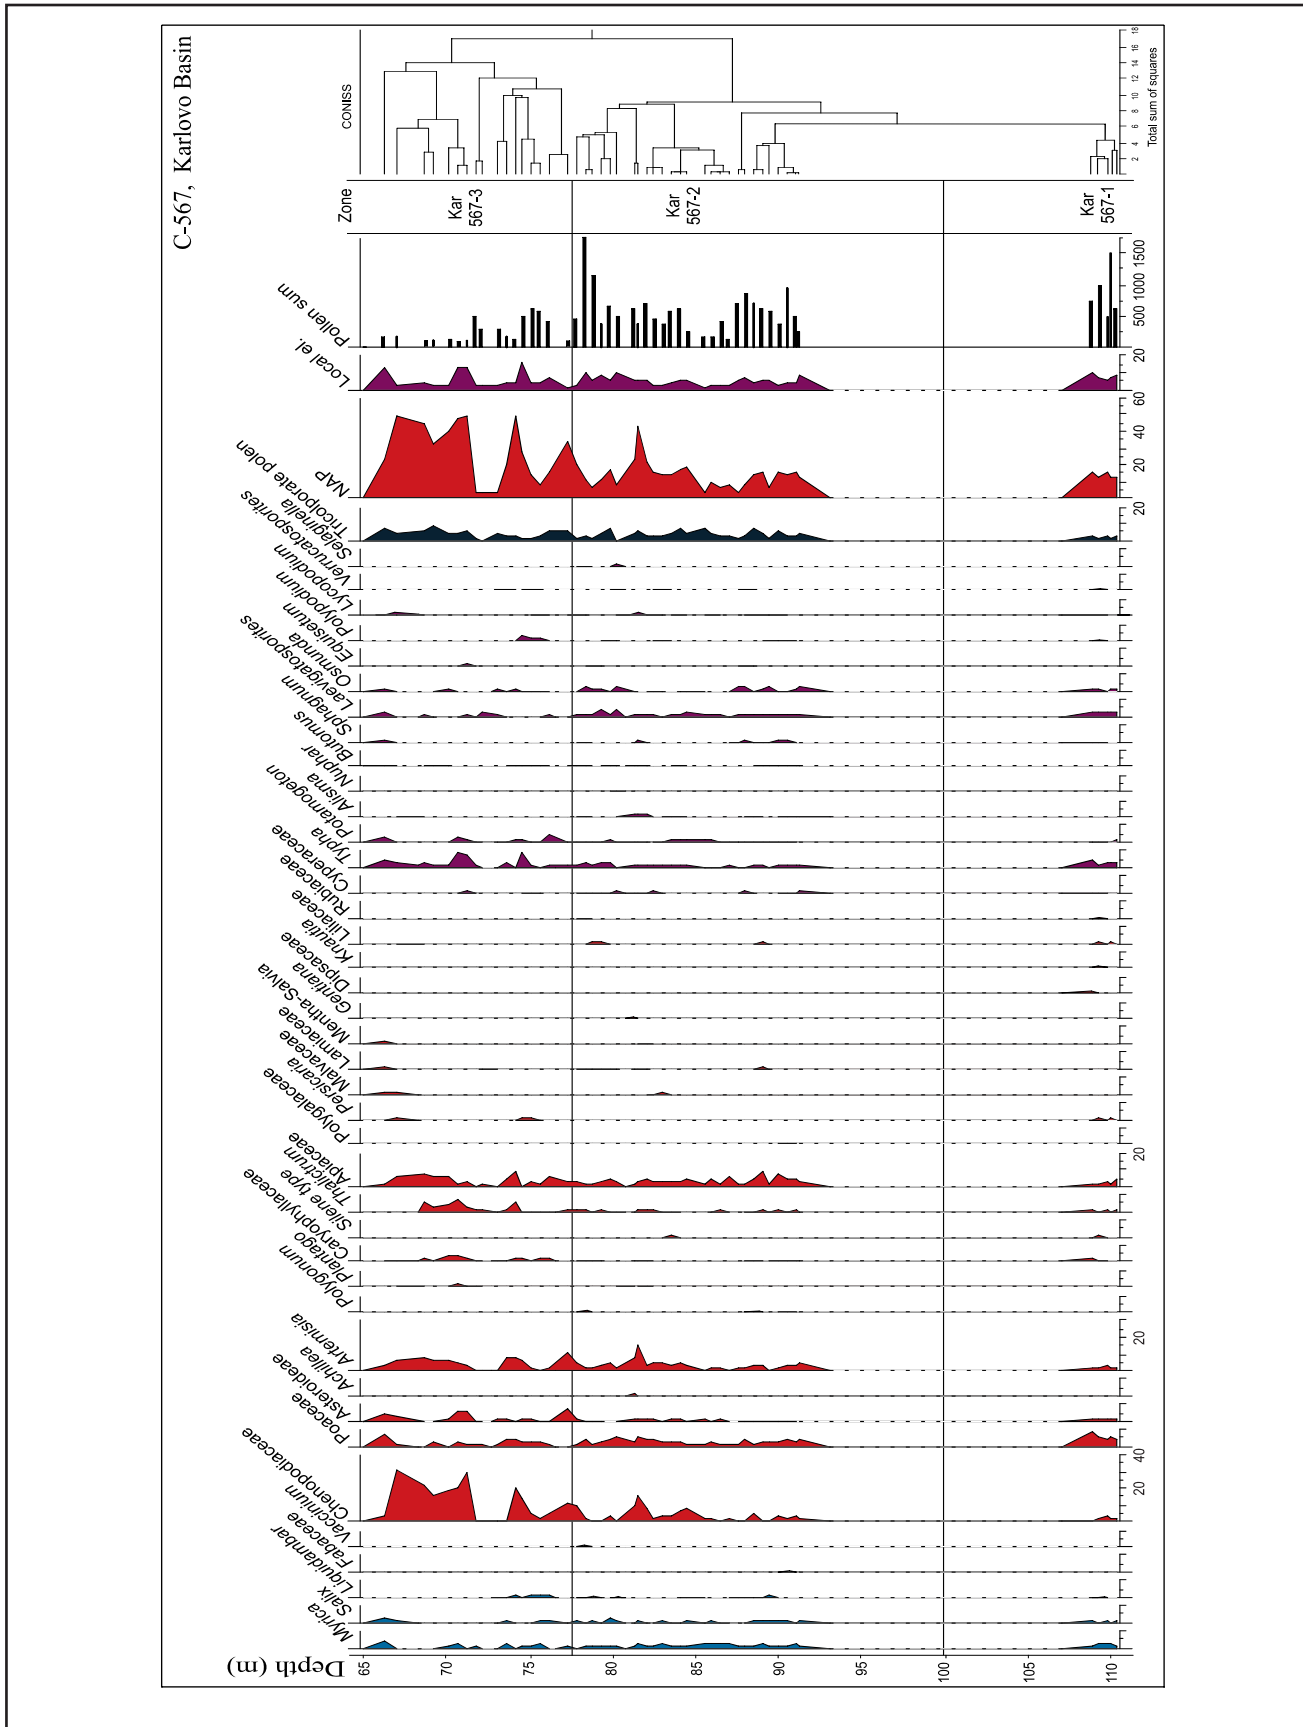 C-567, Karlovo Basin
Depth (m)
Myrica
Salix
Liquidambar
Fabaceae
Vaccinium
Chenopodiaceae
Poaceae
Asteroideae
Achillea
Artemisia
Polygonum
Plantago
Caryophyllaceae
Silene type
Thalictrum
Apiaceae
Polygalaceae
Persicaria
Malvaceae
Lamiaceae
Mentha-Salvia
Gentiana
Dipsaceae
Knautia
Liliaceae
Rubiaceae
Cyperaceae
Typha
Potamogeton
Alisma
Nuphar
Butomus
Sphagnum
Laevigatosporites
Osmunda
Equisetum
Polypodium
Lycopodium
Verrucatosporites
Selaginella
Tricolporate polen
NAP
Local el.
Pollen sum
Zone
CONISS
Kar
567-3
Kar
567-2
Kar
567-1
65
70
75
80
85
90
95
100
105
110
20 40
20
20
20
20 40 60
20
500 1000 1500
2 4 6 8 10 12 14 16 18
Total sum of squares